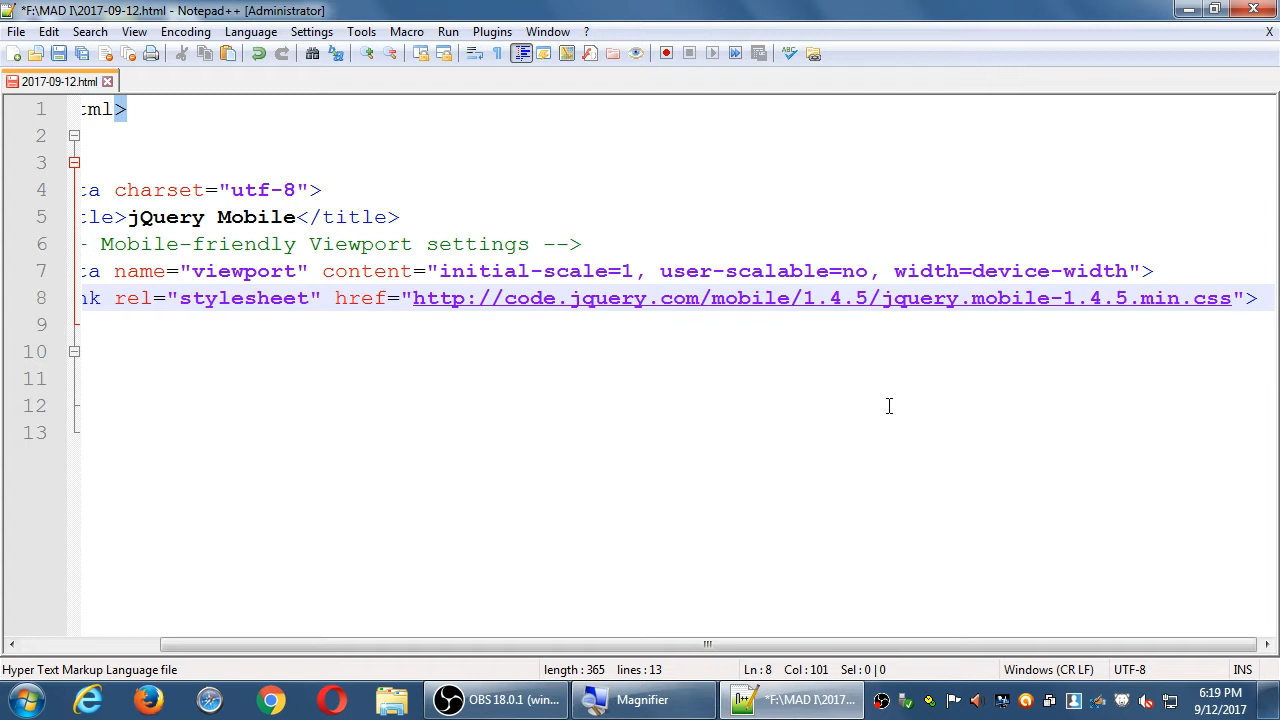 *F:\MAD I\2017-09-12.html - Notepad++ [Administrator]
File Edit Search View Encoding Language Settings Tools Macro Run Plugins Window ? X
2017-09-12.html
1 tml>
2
3
4 ta charset="utf-8">
5 tle>jQuery Mobile</title>
6 - Mobile-friendly Viewport settings -->
7 ta name="viewport" content="initial-scale=1, user-scalable=no, width=device-width">
8 nk rel="stylesheet" href="http://code.jquery.com/mobile/1.4.5/jquery.mobile-1.4.5.min.css">
9
10
11
12
13
Hyper Text Markup Language file length : 365 lines : 13 Ln : 8 Col : 101 Sel : 0 | 0 Windows (CR LF) UTF-8 INS
OBS 18.0.1 (win... Magnifier *F:\MAD I\2017... 6:19 PM
9/12/2017